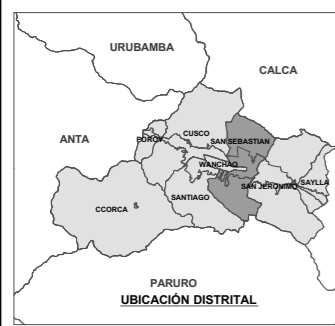 URUBAMBA
CALCA
ANTA
POROY
CUSCO
SAN SEBASTIAN
WANCHAQ
SAN JERONIMO
SAYLLA
CCORCA
SANTIAGO
PARURO
UBICACIÓN DISTRITAL